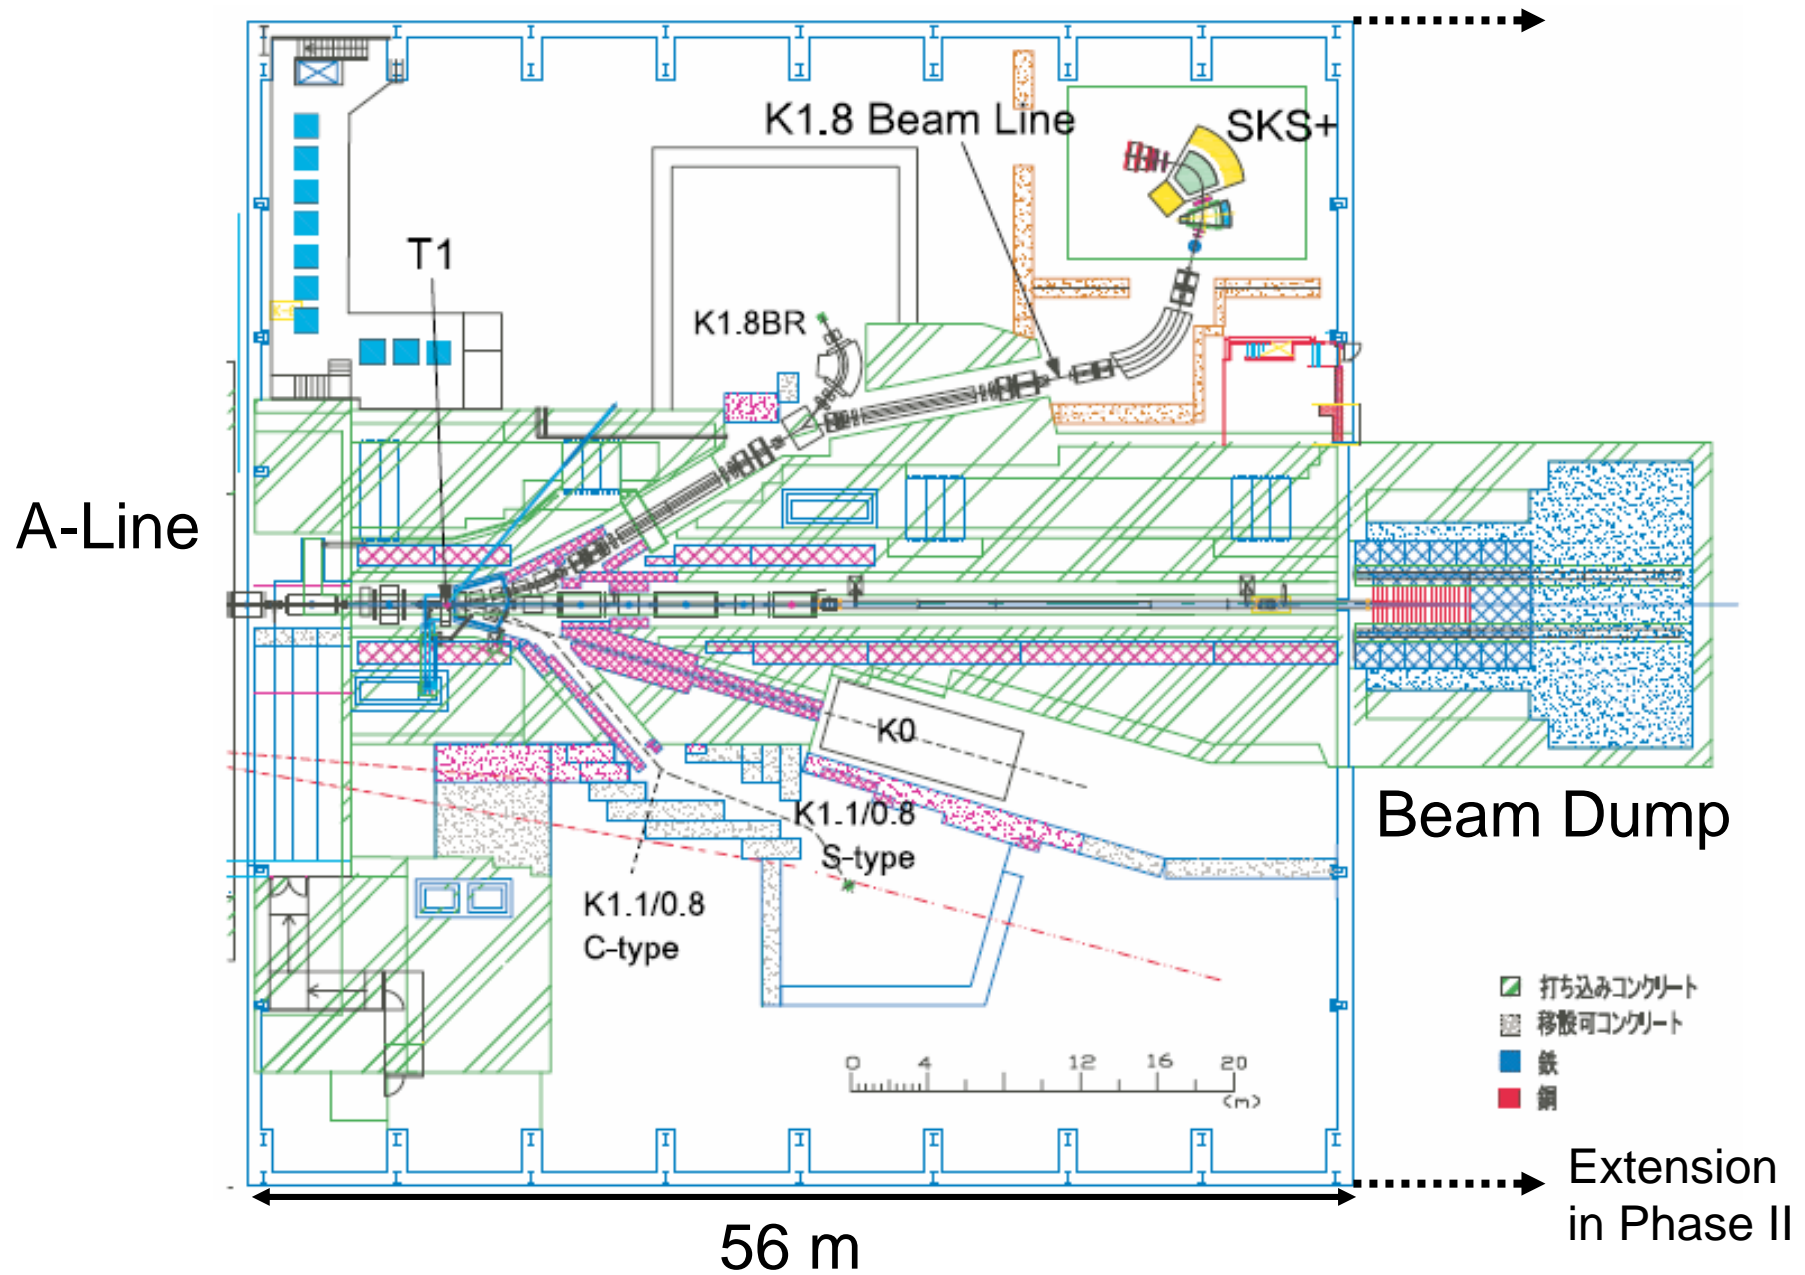 K1.8 Beam Line
SKS+
T1
K1.8BR
A-Line
K0
K1.1/0.8
S-type
Beam Dump
K1.1/0.8
C-type
打ち込みコンクリート
移設可コンクリート
鉄
銅
0 4 12 16 20
(m)
Extension
in Phase II
56 m